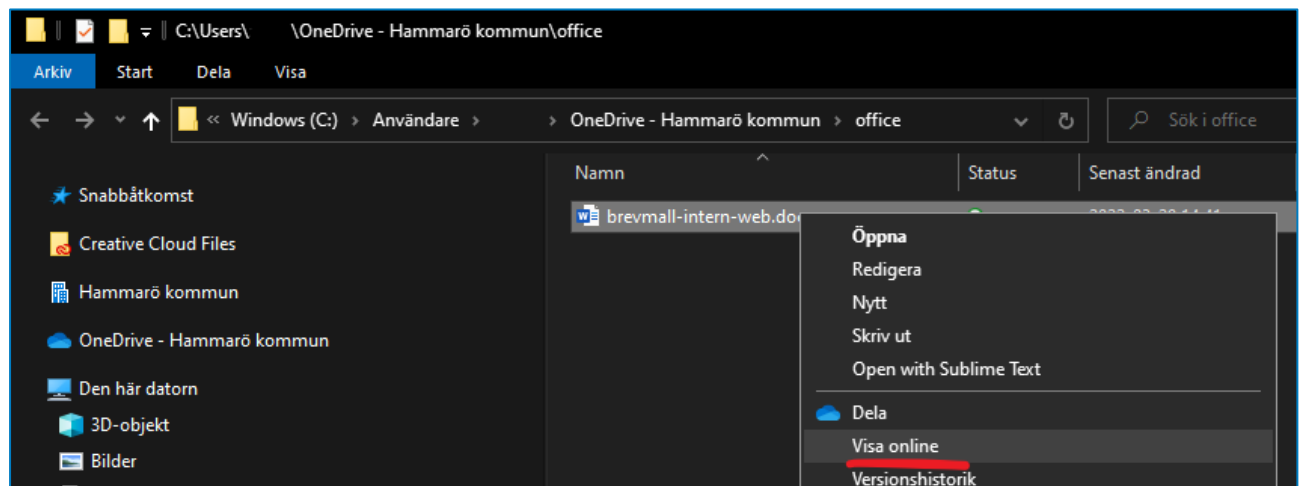 C:\Users\ \OneDrive - Hammarö kommun\office
Arkiv Start Dela Visa
« Windows (C:) > Användare > > OneDrive - Hammarö kommun > office
Sök i office
Namn Status Senast ändrad
Snabbåtkomst
Creative Cloud Files
Hammarö kommun
OneDrive - Hammarö kommun
Den här datorn
3D-objekt
Bilder
brevmall-intern-web.do
Öppna
Redigera
Nytt
Skriv ut
Open with Sublime Text
Dela
Visa online
Versionshistorik